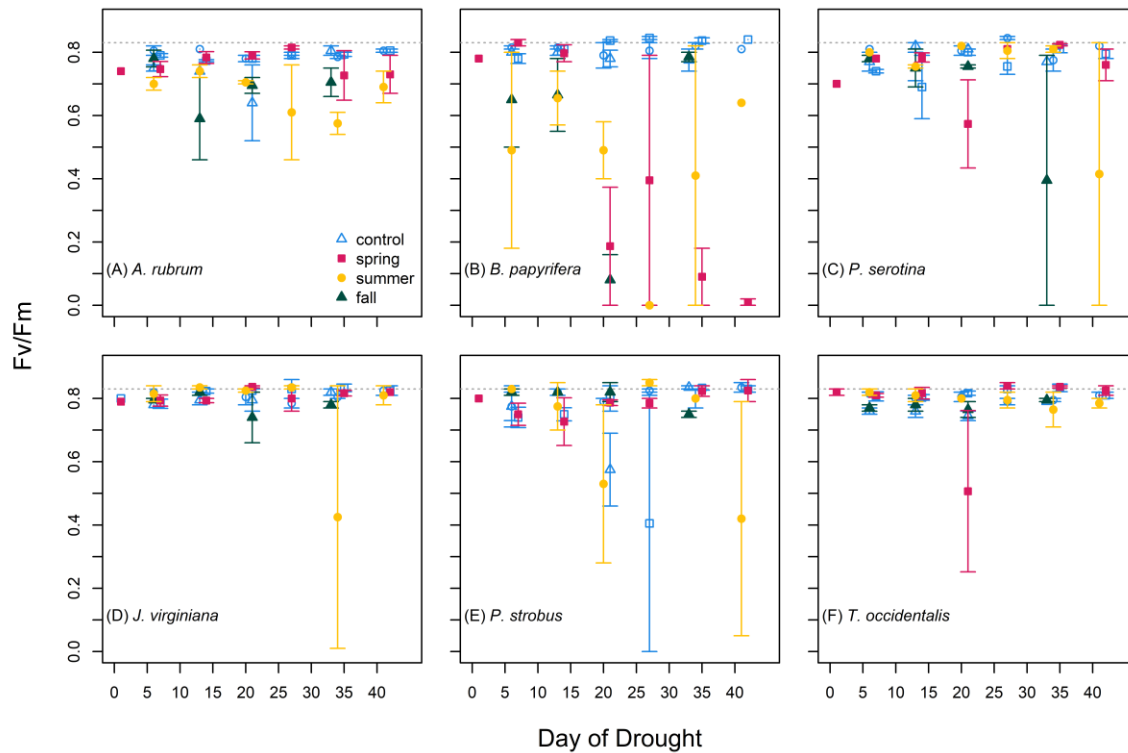 0.0 0.2 0.4 0.6 0.8
control
spring
summer
fall
(A) A. rubrum
(B) B. papyrifera
(C) P. serotina
Fv/Fm
0.0 0.2 0.4 0.6 0.8
(D) J. virginiana
(E) P. strobus
(F) T. occidentalis
0 5 10 15 20 25 30 35 40
0 5 10 15 20 25 30 35 40
0 5 10 15 20 25 30 35 40
Day of Drought